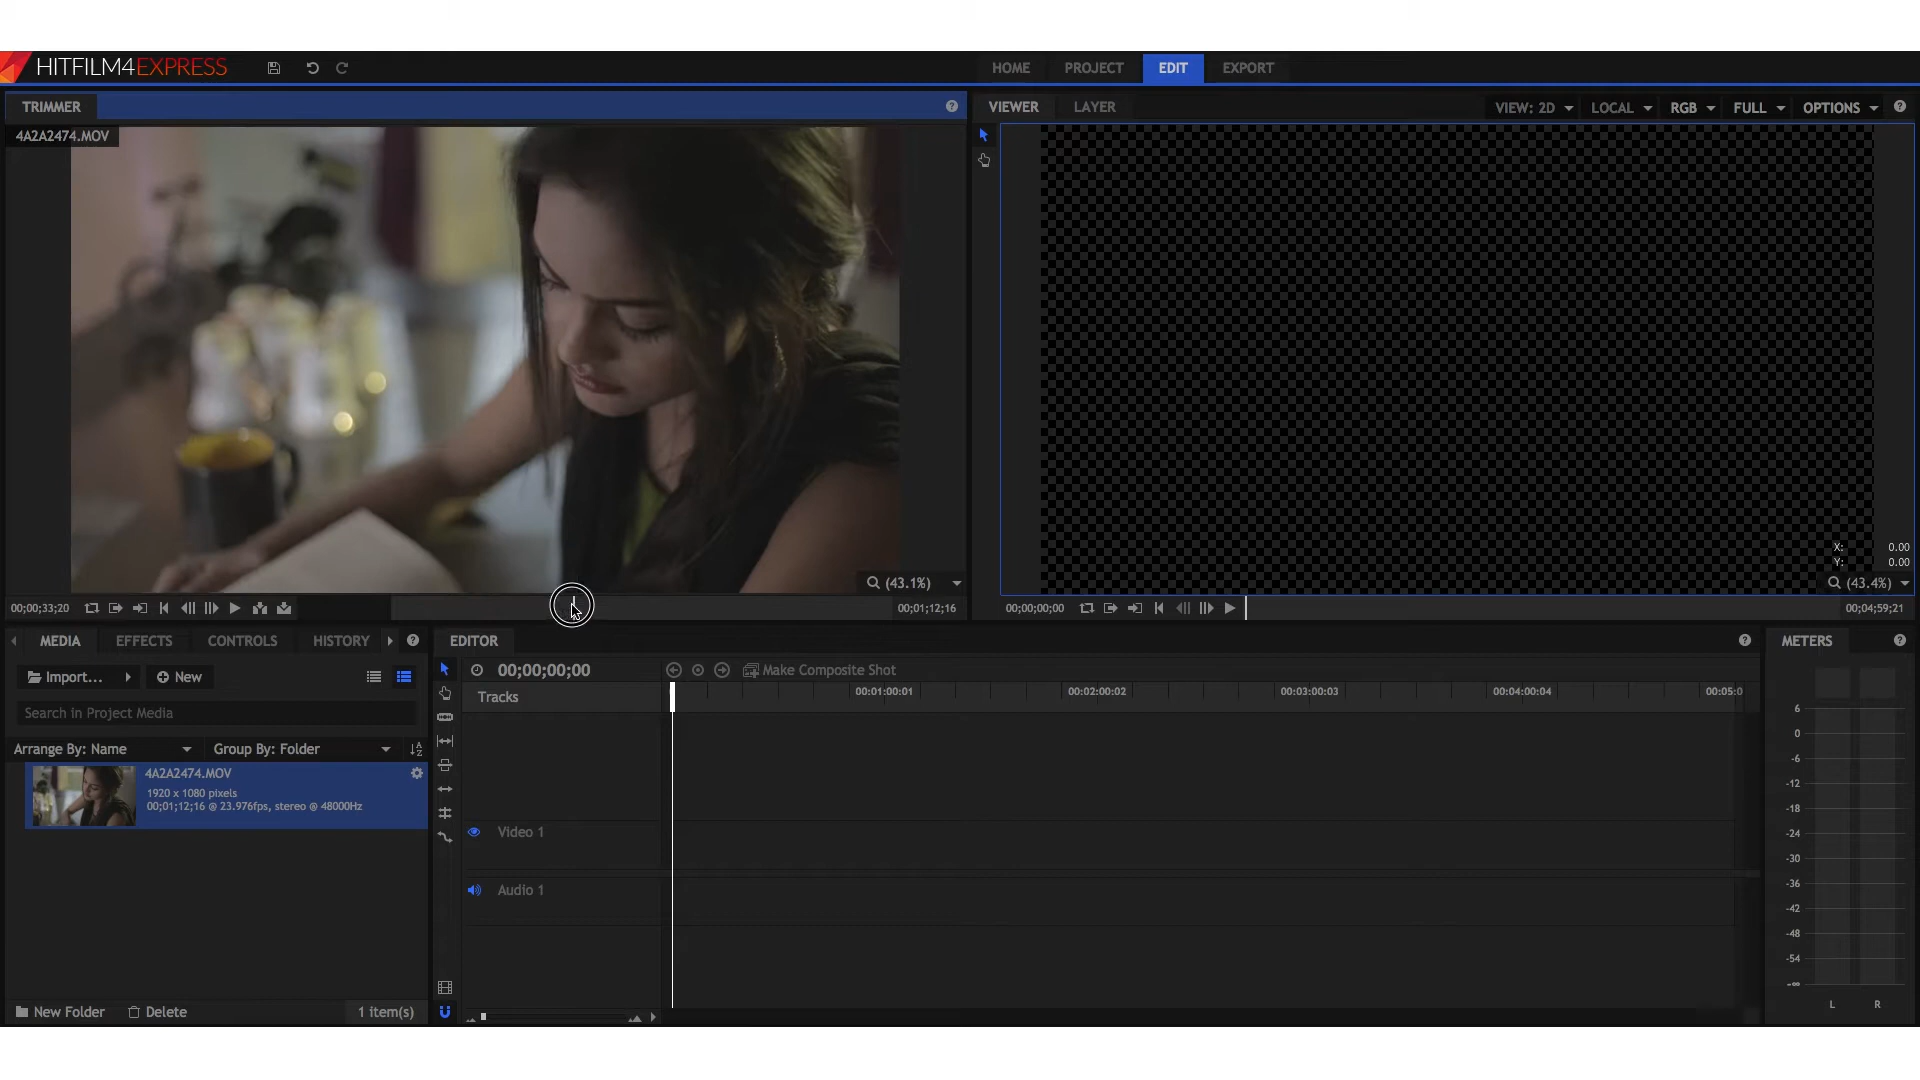 HITFILM4EXPRESS
HOME PROJECT EDIT EXPORT
TRIMMER
4A2A2474.MOV
VIEWER LAYER VIEW: 2D LOCAL RGB FULL OPTIONS
X: 0.00
Y: 0.00
(43.1%)
(43.4%)
00;00;33;20
00;01;12;16
00;00;00;00
00;04;59;21
MEDIA EFFECTS CONTROLS HISTORY
Import... New
Search in Project Media
Arrange By: Name Group By: Folder
4A2A2474.MOV
1920 x 1080 pixels
00;01;12;16 @ 23.976fps, stereo @ 48000Hz
New Folder Delete 1 item(s)
EDITOR
00;00;00;00 Make Composite Shot
Tracks
00:01:00:01 00:02:00:02 00:03:00:03 00:04:00:04 00:05:0
Video 1
Audio 1
METERS
6
0
-6
-12
-18
-24
-30
-36
-42
-48
-54
-∞
L R